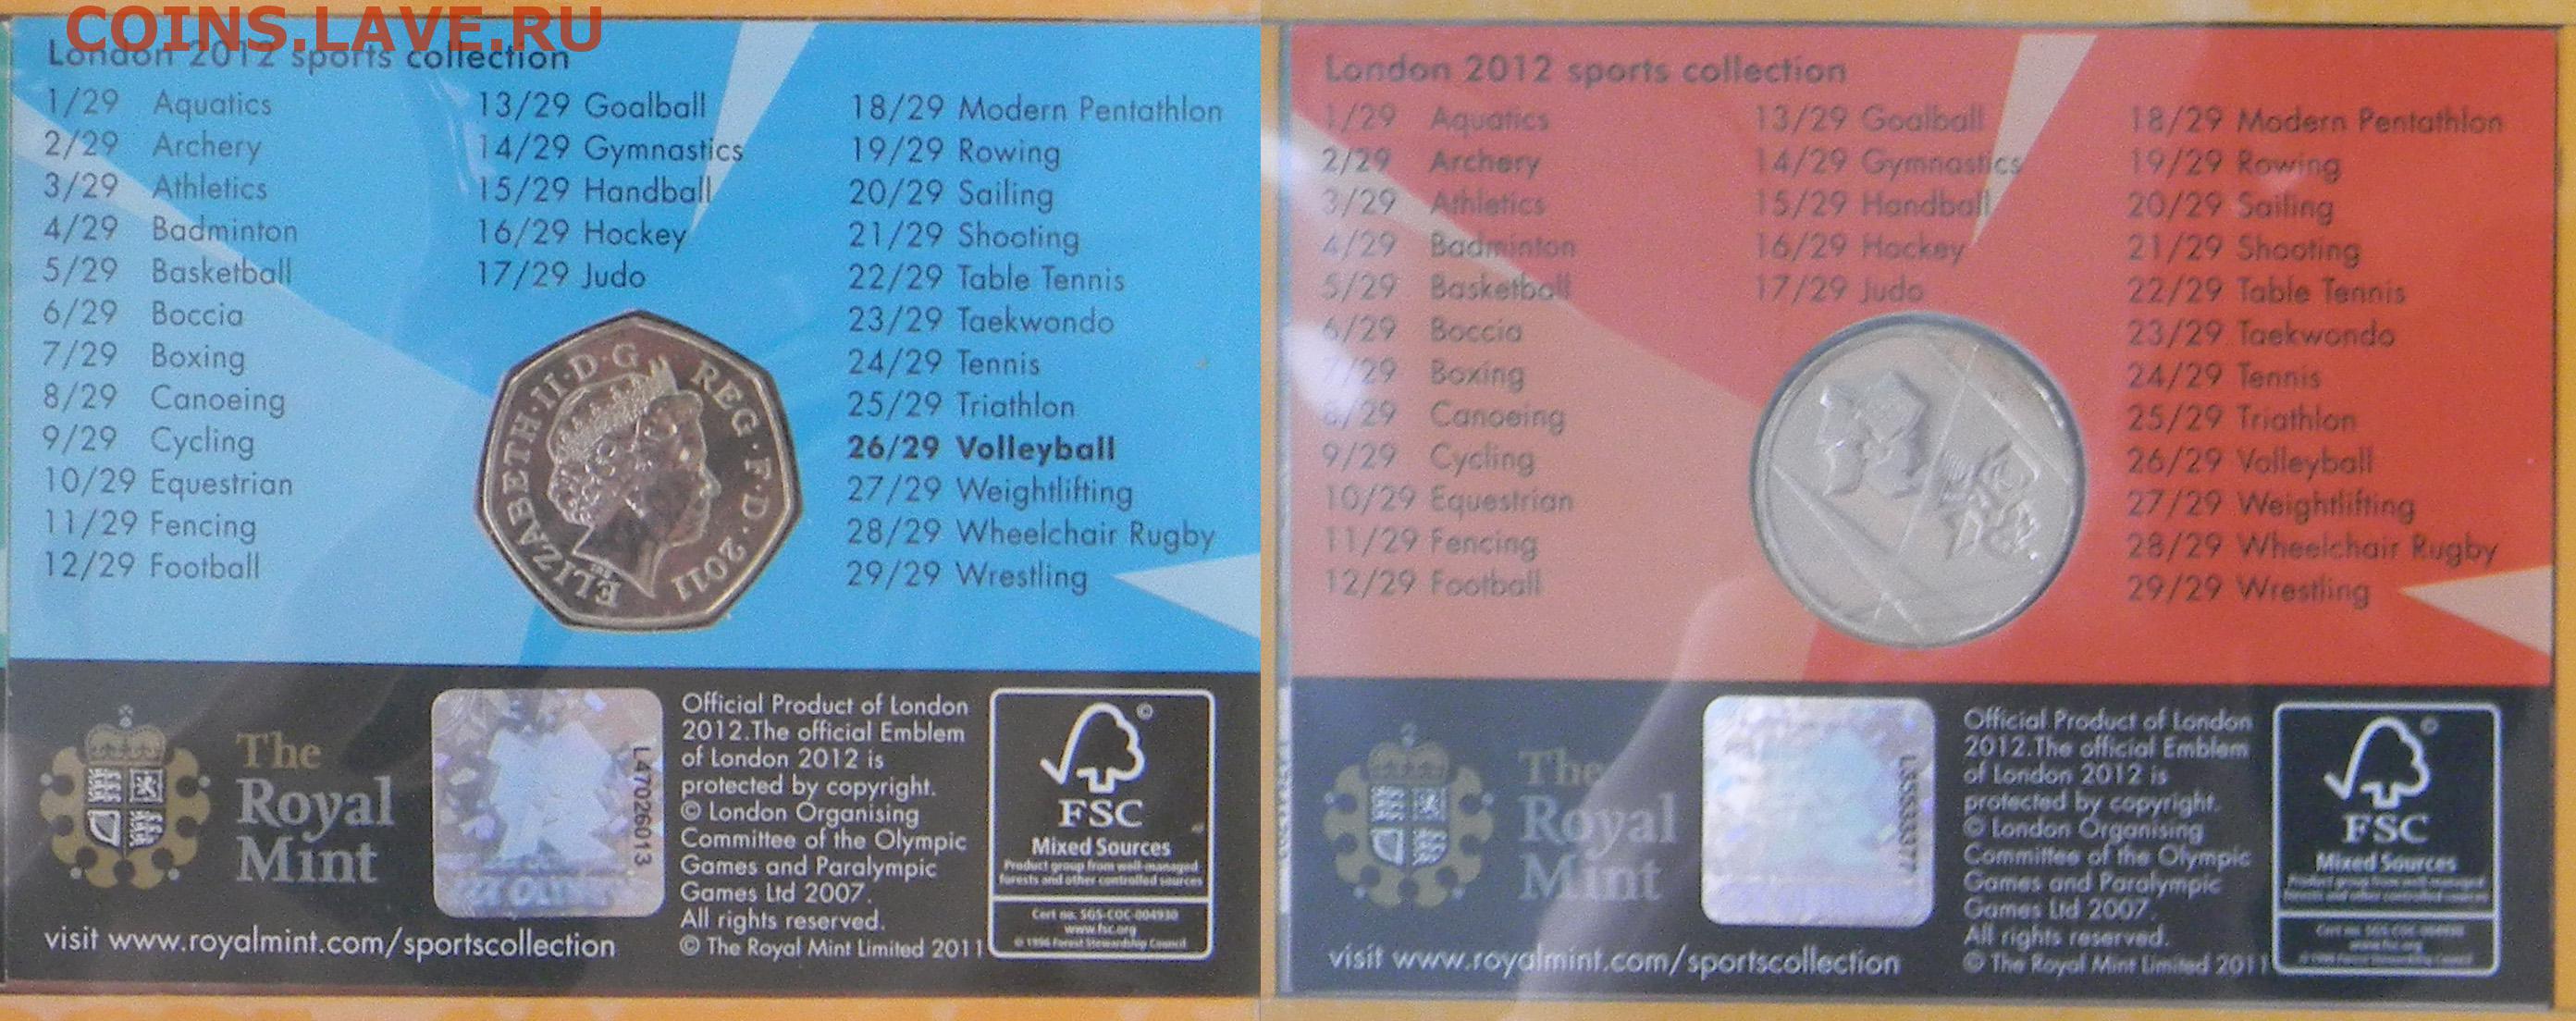 COINS.LAVE.RU
London 2012 sports collection
1/29 Aquatics
2/29 Archery
3/29 Athletics
4/29 Badminton
5/29 Basketball
6/29 Boccia
7/29 Boxing
8/29 Canoeing
9/29 Cycling
10/29 Equestrian
11/29 Fencing
12/29 Football
13/29 Goalball
14/29 Gymnastics
15/29 Handball
16/29 Hockey
17/29 Judo
18/29 Modern Pentathlon
19/29 Rowing
20/29 Sailing
21/29 Shooting
22/29 Table Tennis
23/29 Taekwondo
24/29 Tennis
25/29 Triathlon
26/29 Volleyball
27/29 Weightlifting
28/29 Wheelchair Rugby
29/29 Wrestling
ELIZABETH·II·D·G REG·F·D·2011
The
Royal
Mint
visit www.royalmint.com/sportscollection
L47026013
Official Product of London
2012.The official Emblem
of London 2012 is
protected by copyright.
© London Organising
Committee of the Olympic
Games and Paralympic
Games Ltd 2007.
All rights reserved.
© The Royal Mint Limited 2011
©
FSC
Mixed Sources
Product group from well-managed
forests and other controlled sources
Cert no. SGS-COC-004930
www.fsc.org
© 1996 Forest Stewardship Council
London 2012 sports collection
1/29 Aquatics
2/29 Archery
3/29 Athletics
4/29 Badminton
5/29 Basketball
6/29 Boccia
7/29 Boxing
8/29 Canoeing
9/29 Cycling
10/29 Equestrian
11/29 Fencing
12/29 Football
13/29 Goalball
14/29 Gymnastics
15/29 Handball
16/29 Hockey
17/29 Judo
18/29 Modern Pentathlon
19/29 Rowing
20/29 Sailing
21/29 Shooting
22/29 Table Tennis
23/29 Taekwondo
24/29 Tennis
25/29 Triathlon
26/29 Volleyball
27/29 Weightlifting
28/29 Wheelchair Rugby
29/29 Wrestling
The
Royal
Mint
visit www.royalmint.com/sportscollection
Official Product of London
2012.The official Emblem
of London 2012 is
protected by copyright.
© London Organising
Committee of the Olympic
Games and Paralympic
Games Ltd 2007.
All rights reserved.
© The Royal Mint Limited 2011
©
FSC
Mixed Sources